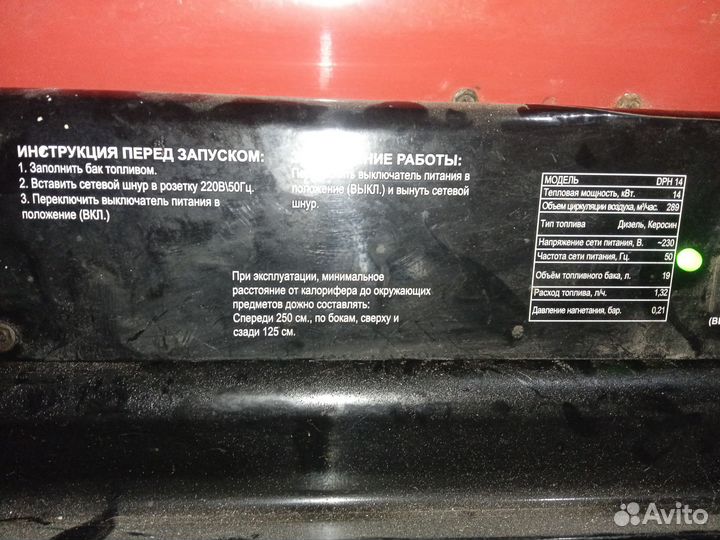 ИНСТРУКЦИЯ ПЕРЕД ЗАПУСКОМ:
1. Заполнить бак топливом.
2. Вставить сетевой шнур в розетку 220В\50Гц.
3. Переключить выключатель питания в
положение (ВКЛ.)
РАБОТЫ:
выключатель питания в
положение (ВЫКЛ.) и вынуть сетевой
шнур.
При эксплуатации, минимальное
расстояние от калорифера до окружающих
предметов дожно составлять:
Спереди 250 см., по бокам, сверху и
сзади 125 см.
МОДЕЛЬ DPH 14
Тепловая мощность, кВт. 14
Объем циркуляции воздуха, м³/час. 289
Тип топлива Дизель, Керосин
Напряжение сети питания, В. ~230
Частота сети питания, Гц. 50
Объём топливного бака, л. 19
Расход топлива, л/ч. 1,32
Давление нагнетания, бар. 0,21
Avito